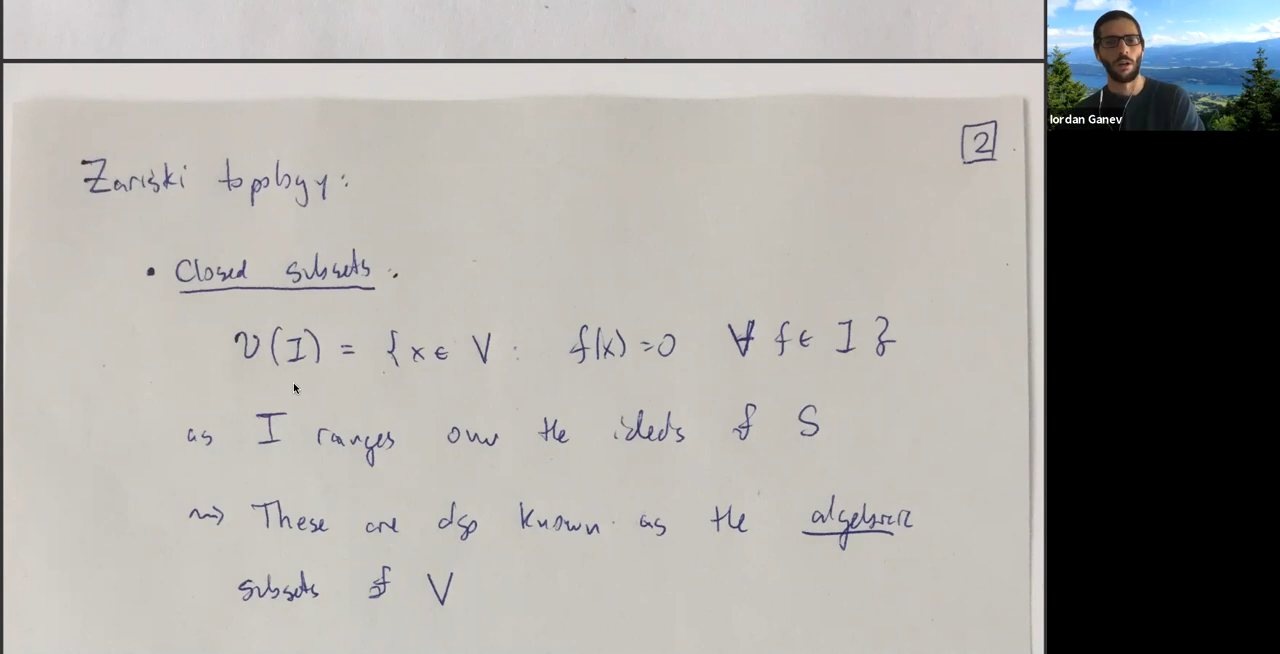 2
Zariski topology:
• Closed subsets.
V(I) = {x ∈ V : f(x) = 0 ∀ f ∈ I}
as I ranges over the ideals of S
⇝ These are also known as the algebraic
subsets of V
Iordan Ganev